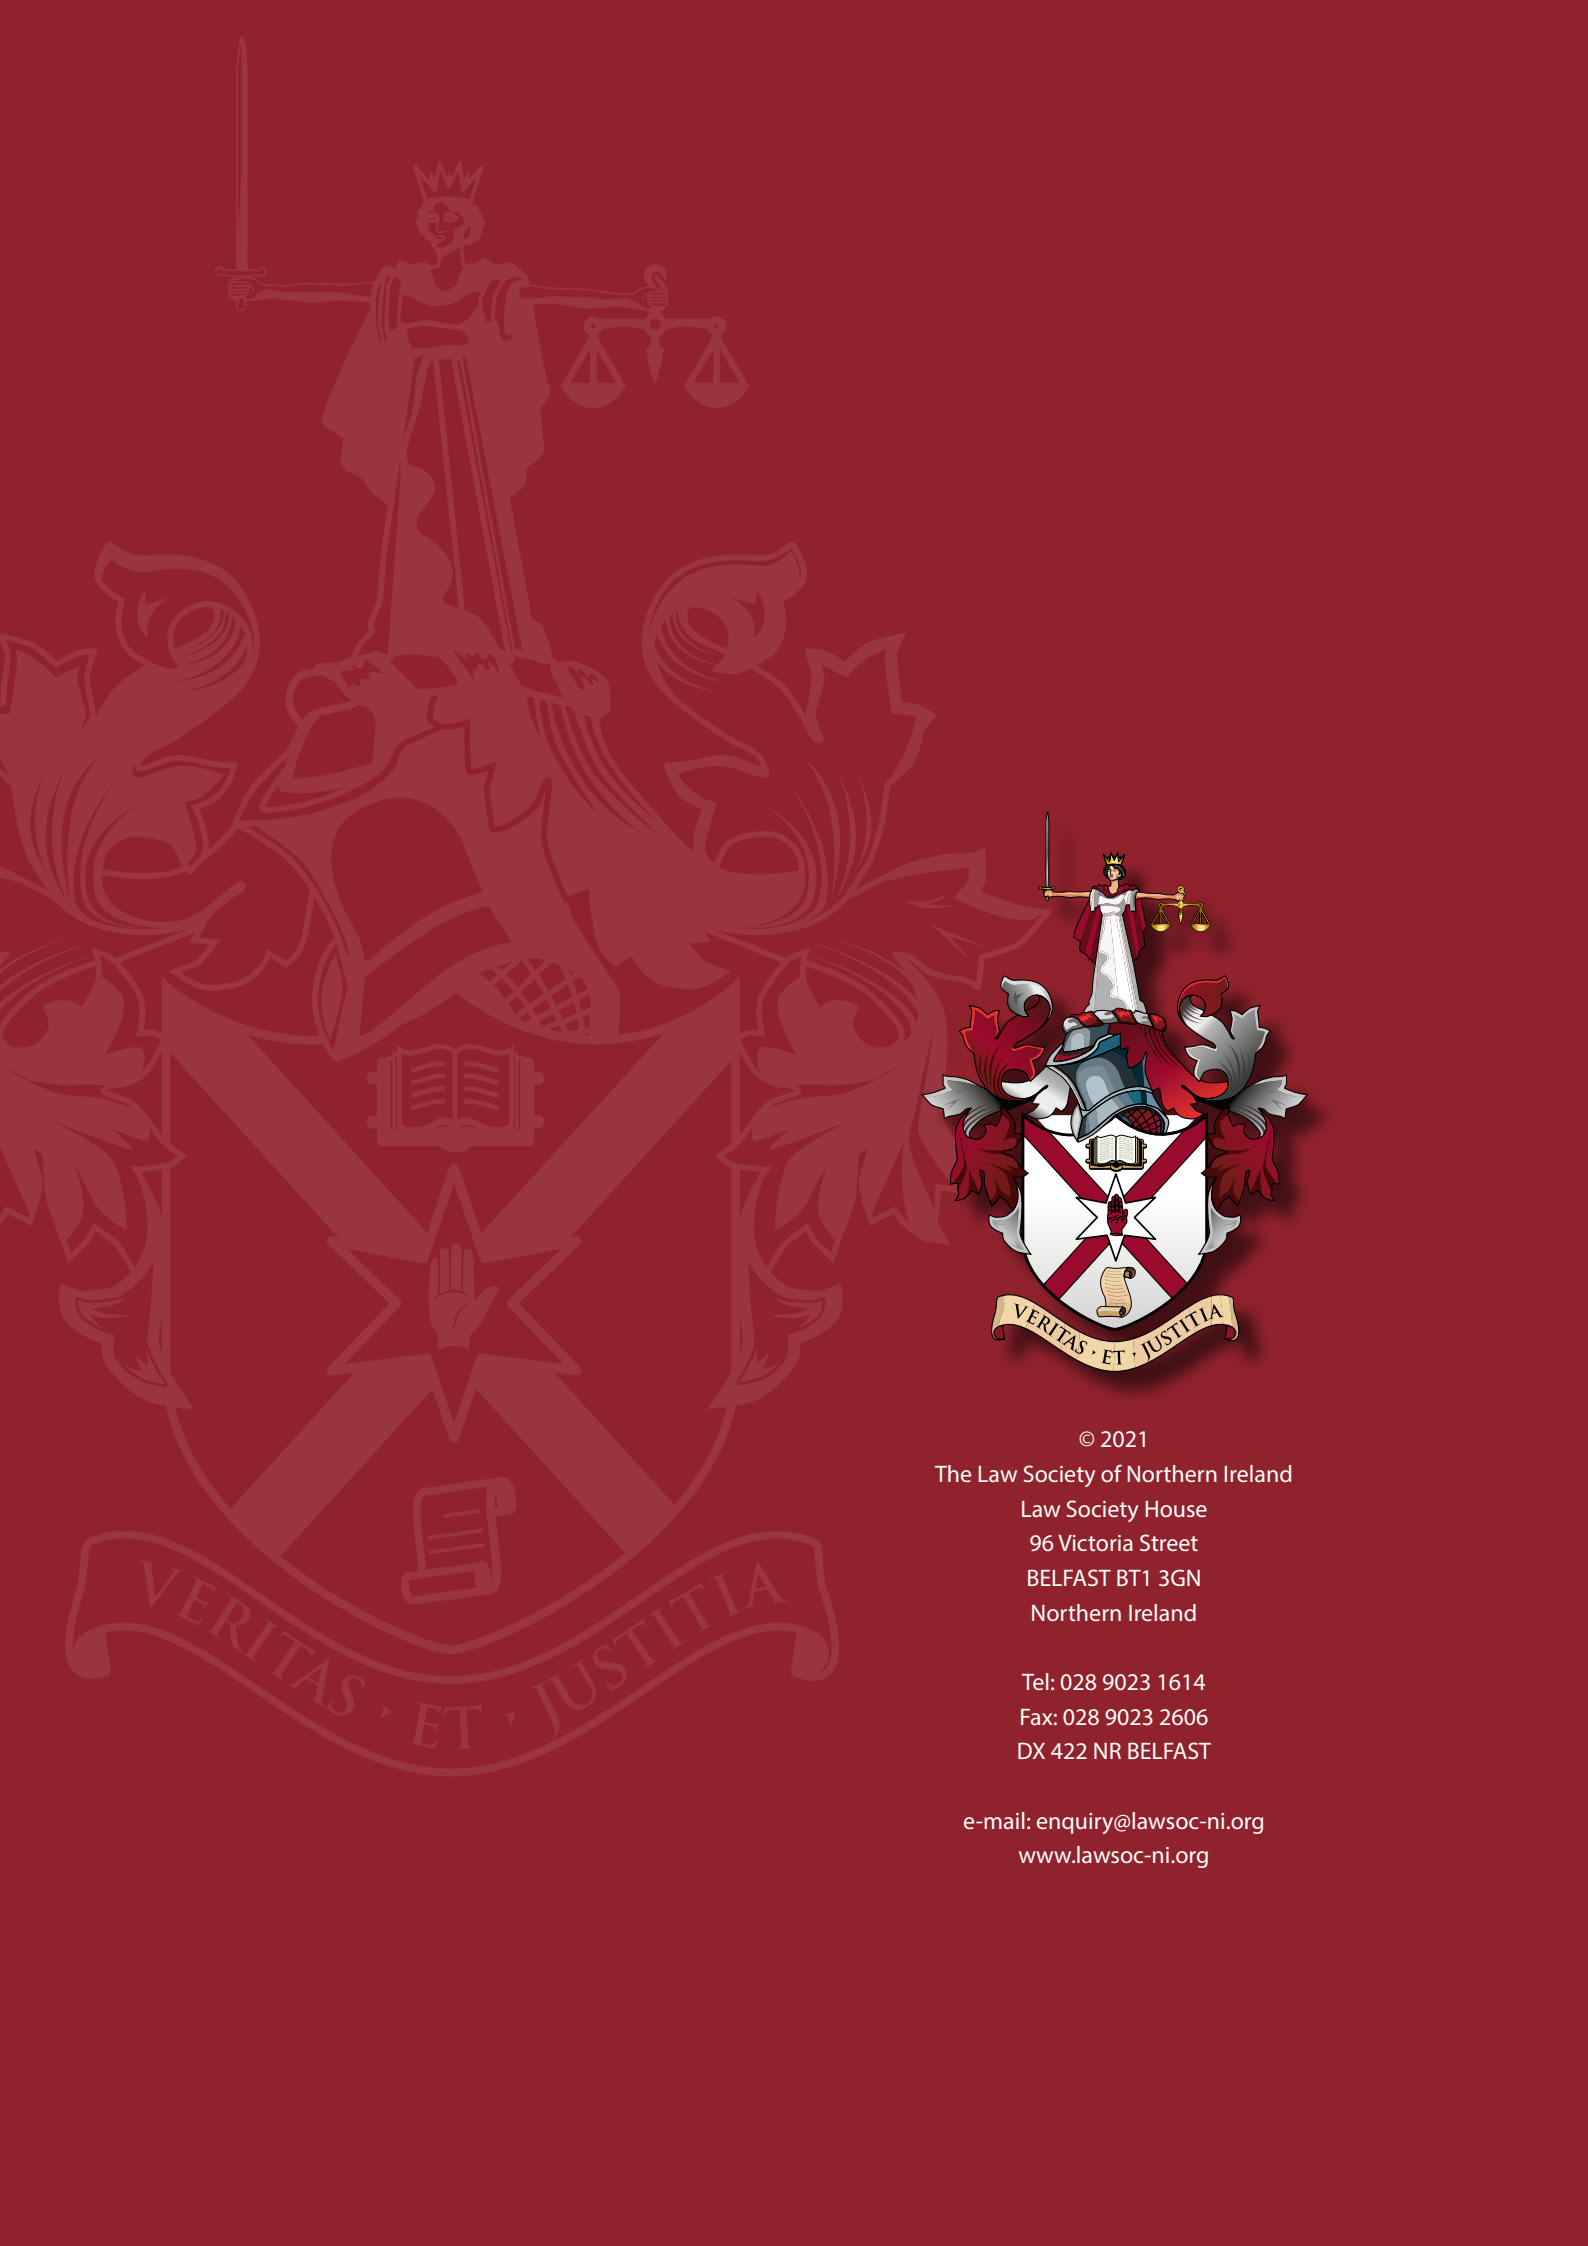 VERITAS · ET · JUSTITIA
VERITAS · ET · JUSTITIA
© 2021
The Law Society of Northern Ireland
Law Society House
96 Victoria Street
BELFAST BT1 3GN
Northern Ireland
Tel: 028 9023 1614
Fax: 028 9023 2606
DX 422 NR BELFAST
e-mail: enquiry@lawsoc-ni.org
www.lawsoc-ni.org